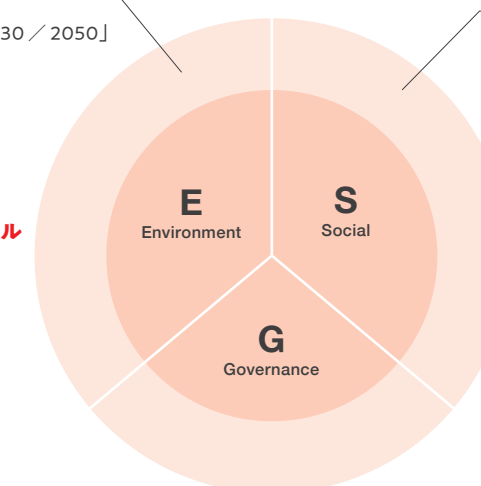 30／2050」
ル
E
Environment
S
Social
G
Governance